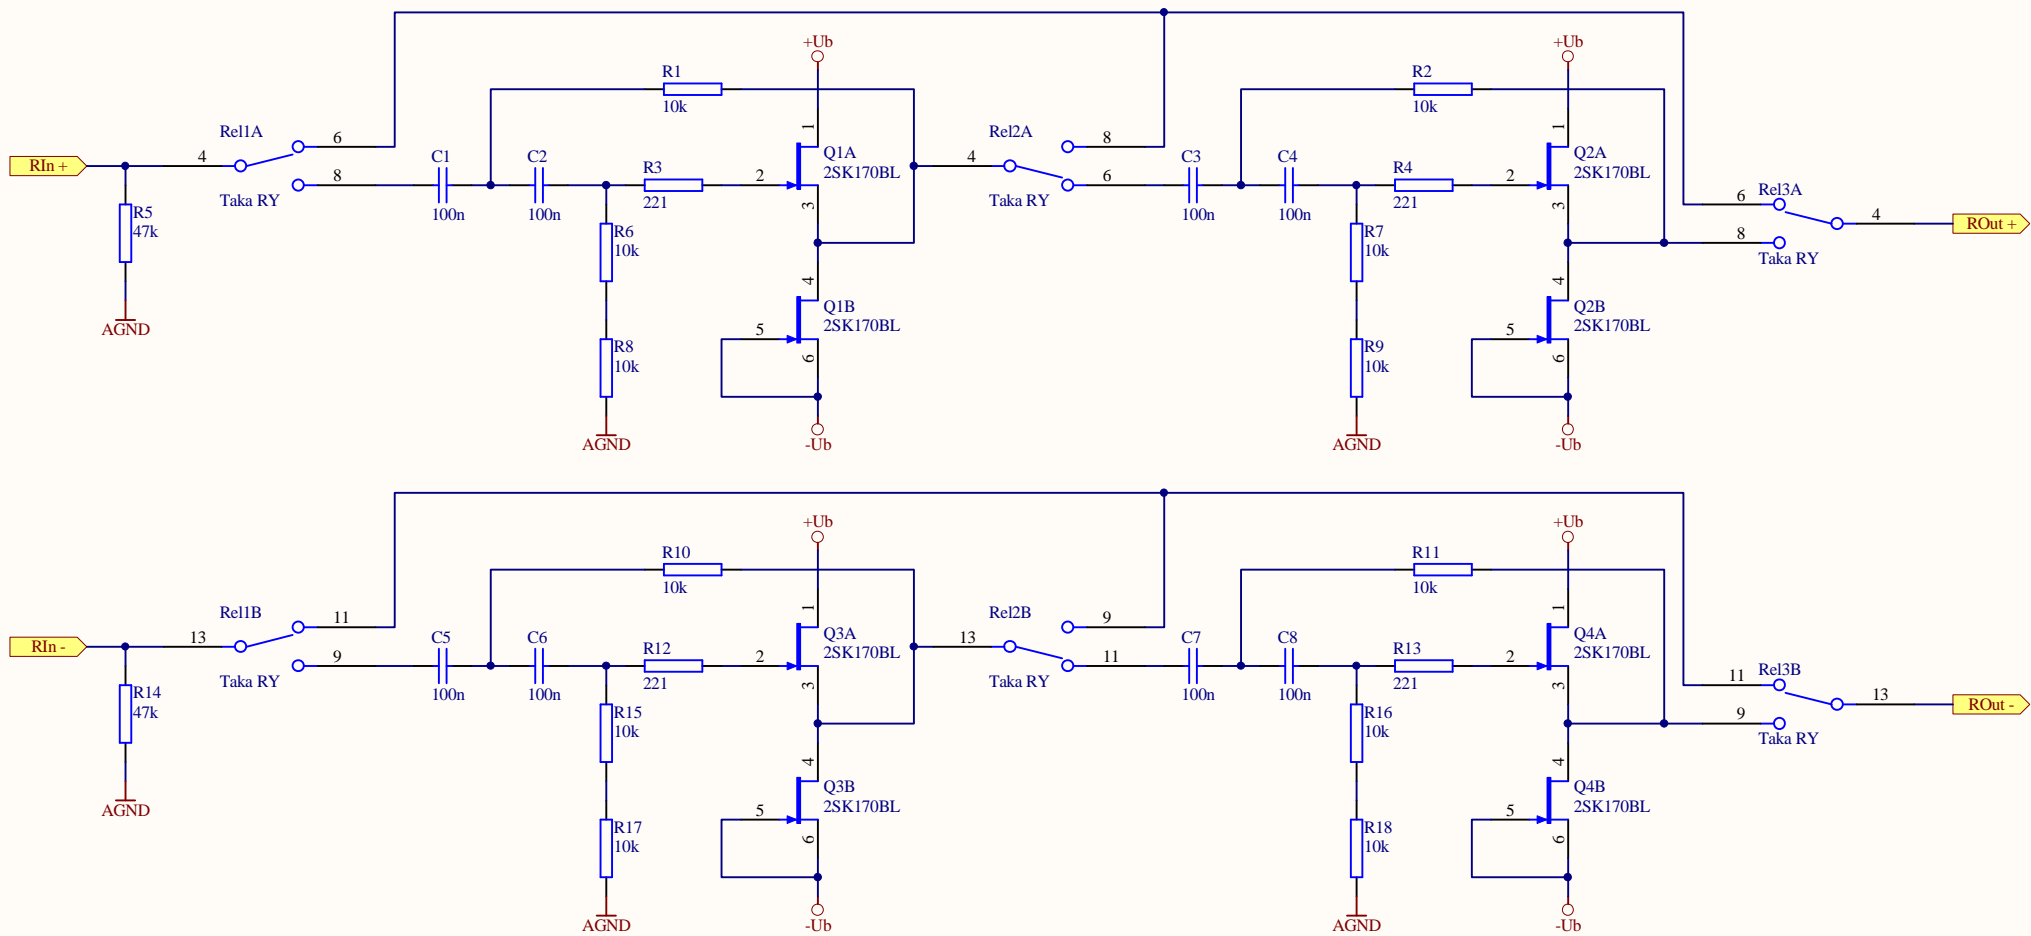 +Ub
+Ub
R1
10k
R2
10k
RIn +
4
Rel1A
6
8
Taka RY
C1
100n
C2
100n
R3
221
2
1
3
Q1A
2SK170BL
4
Rel2A
8
6
Taka RY
C3
100n
C4
100n
R4
221
2
1
3
Q2A
2SK170BL
Rel3A
6
8
Taka RY
4
ROut +
R5
47k
AGND
R6
10k
R8
10k
AGND
4
5
6
Q1B
2SK170BL
-Ub
R7
10k
R9
10k
AGND
4
5
6
Q2B
2SK170BL
-Ub
+Ub
+Ub
R10
10k
R11
10k
RIn -
13
Rel1B
11
9
Taka RY
C5
100n
C6
100n
R12
221
2
1
3
Q3A
2SK170BL
13
Rel2B
9
11
Taka RY
C7
100n
C8
100n
R13
221
2
1
3
Q4A
2SK170BL
Rel3B
11
9
Taka RY
13
ROut -
R14
47k
AGND
R15
10k
R17
10k
AGND
4
5
6
Q3B
2SK170BL
-Ub
R16
10k
R18
10k
AGND
4
5
6
Q4B
2SK170BL
-Ub